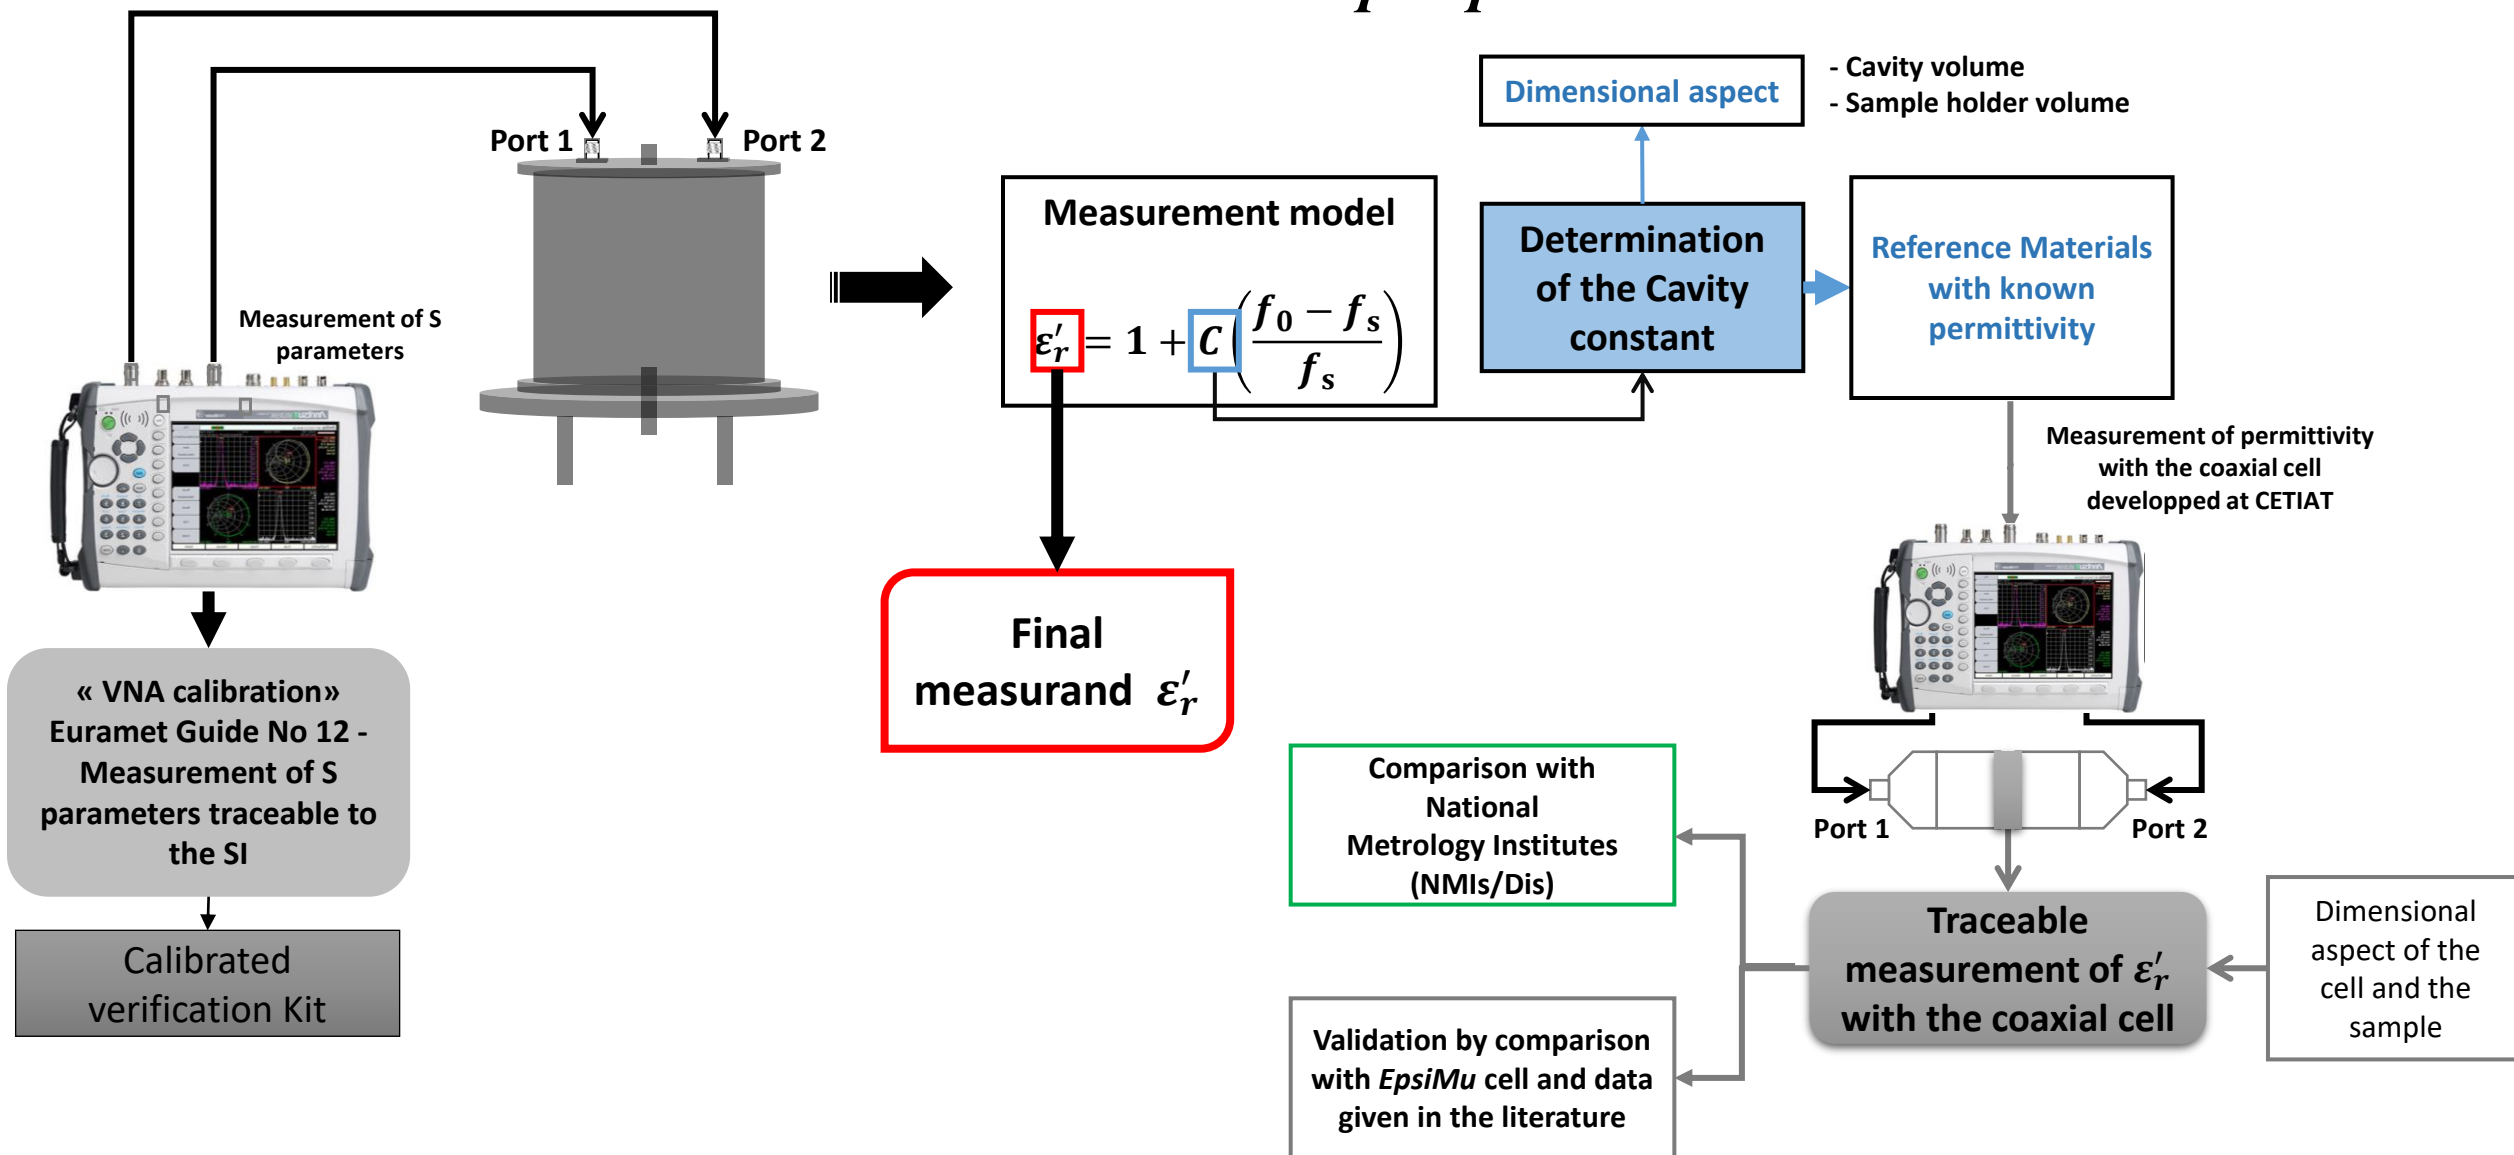 Port 1
Port 2
Measurement of S
parameters
« VNA calibration»
Euramet Guide No 12 -
Measurement of S
parameters traceable to
the SI
Calibrated
verification Kit
Measurement model
ε′r = 1 + C ( (f0 − fs) / fs )
Final
measurand ε′r
Dimensional aspect
- Cavity volume
- Sample holder volume
Determination
of the Cavity
constant
Reference Materials
with known
permittivity
Measurement of permittivity
with the coaxial cell
developped at CETIAT
Port 1
Port 2
Comparison with
National
Metrology Institutes
(NMIs/Dis)
Traceable
measurement of ε′r
with the coaxial cell
Dimensional
aspect of the
cell and the
sample
Validation by comparison
with EpsiMu cell and data
given in the literature